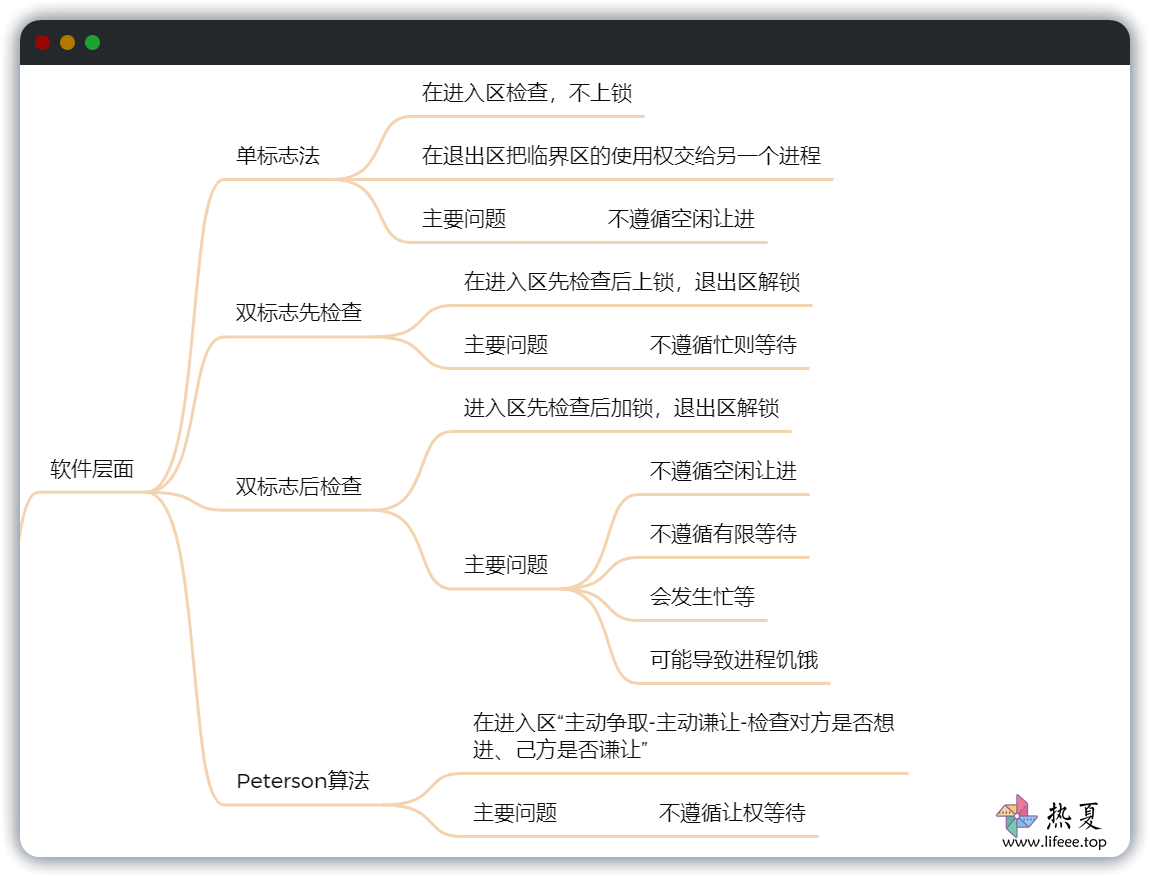 在进入区检查，不上锁
单标志法
在退出区把临界区的使用权交给另一个进程
主要问题 不遵循空闲让进
在进入区先检查后上锁，退出区解锁
双标志先检查
主要问题 不遵循忙则等待
进入区先检查后加锁，退出区解锁
不遵循空闲让进
软件层面
双标志后检查
不遵循有限等待
主要问题
会发生忙等
可能导致进程饥饿
在进入区“主动争取-主动谦让-检查对方是否想
进、己方是否谦让”
Peterson算法
主要问题 不遵循让权等待
热夏
www.lifeee.top